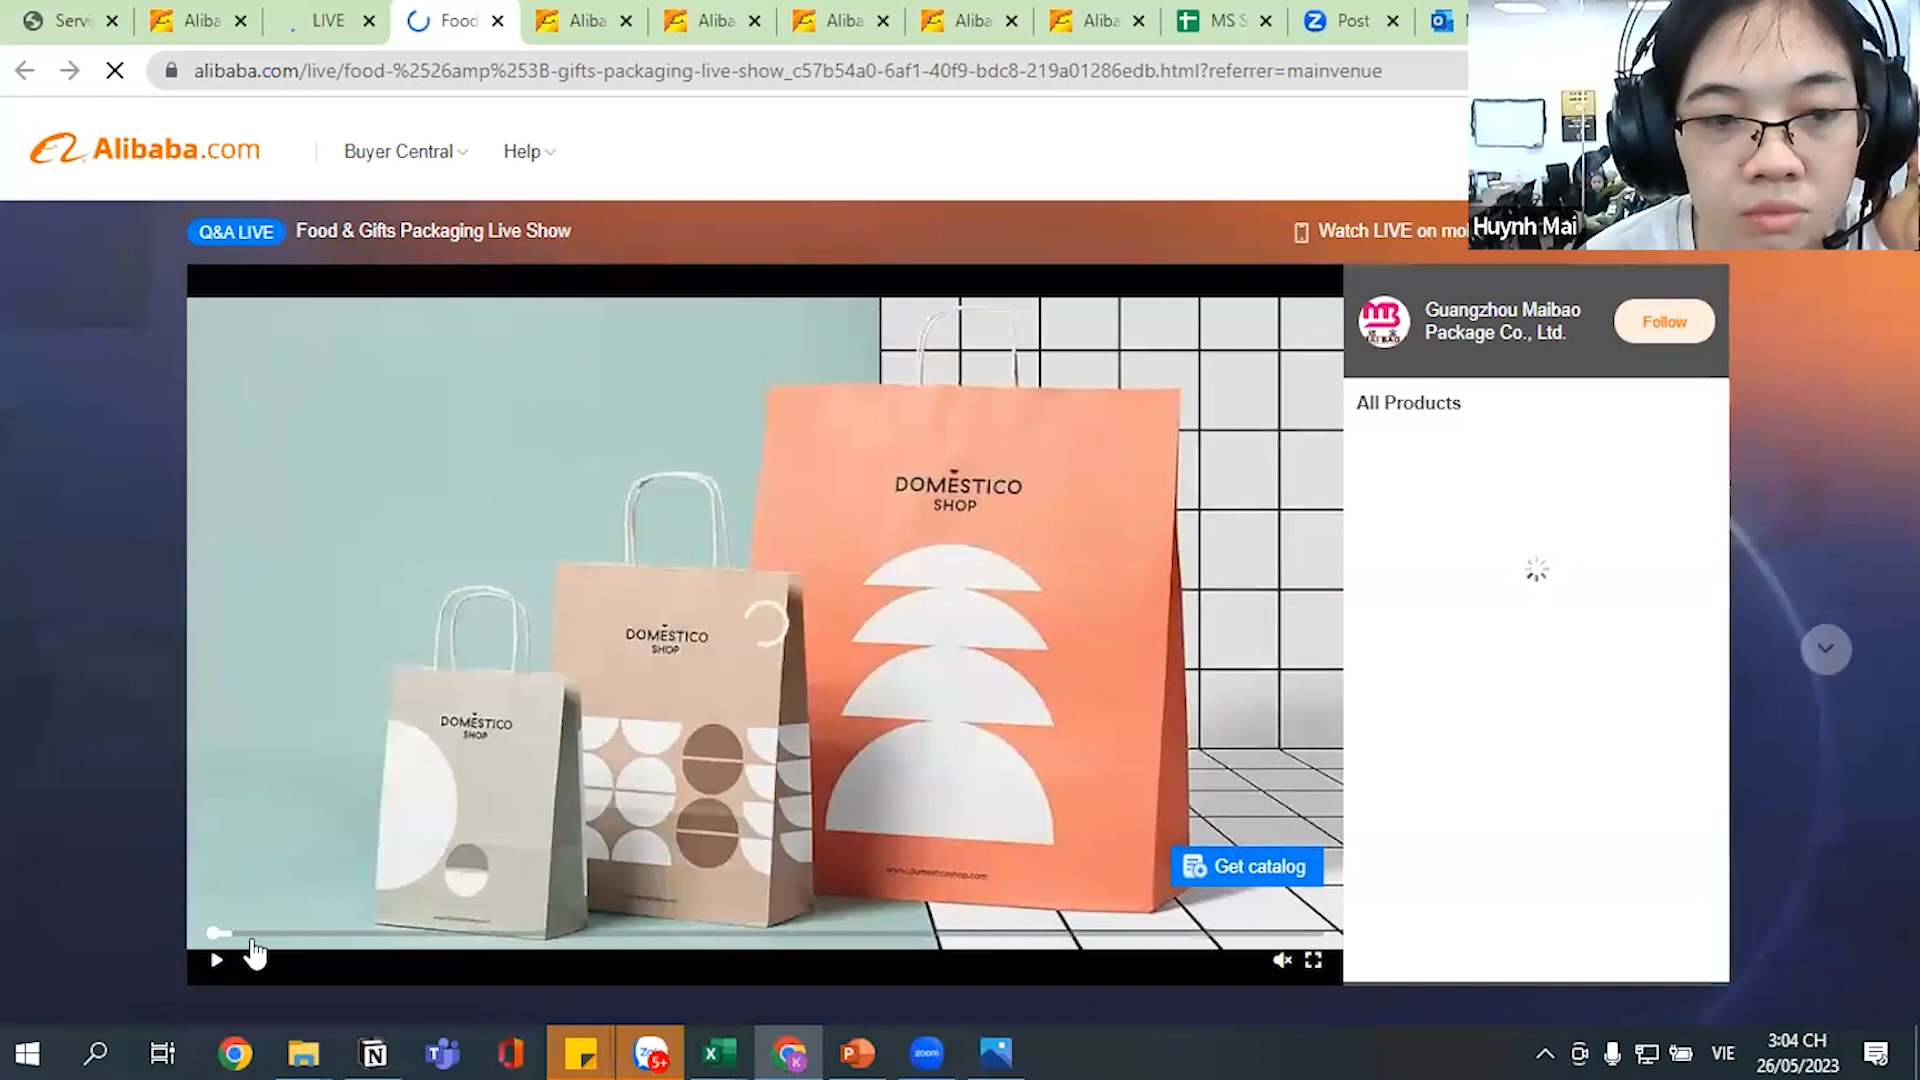 Servi
Aliba
LIVE
Food
Aliba
Aliba
Aliba
Aliba
Aliba
MS S
Post
alibaba.com/live/food-%2526amp%253B-gifts-packaging-live-show_c57b54a0-6af1-40f9-bdc8-219a01286edb.html?referrer=mainvenue
Alibaba.com
Buyer Central
Help
Huynh Mai
Q&A LIVE
Food & Gifts Packaging Live Show
Watch LIVE on mo
Guangzhou Maibao
Package Co., Ltd.
Follow
All Products
DOMESTICO
SHOP
DOMESTICO
SHOP
DOMESTICO
SHOP
Get catalog
zoom
5+
VIE
3:04 CH
26/05/2023